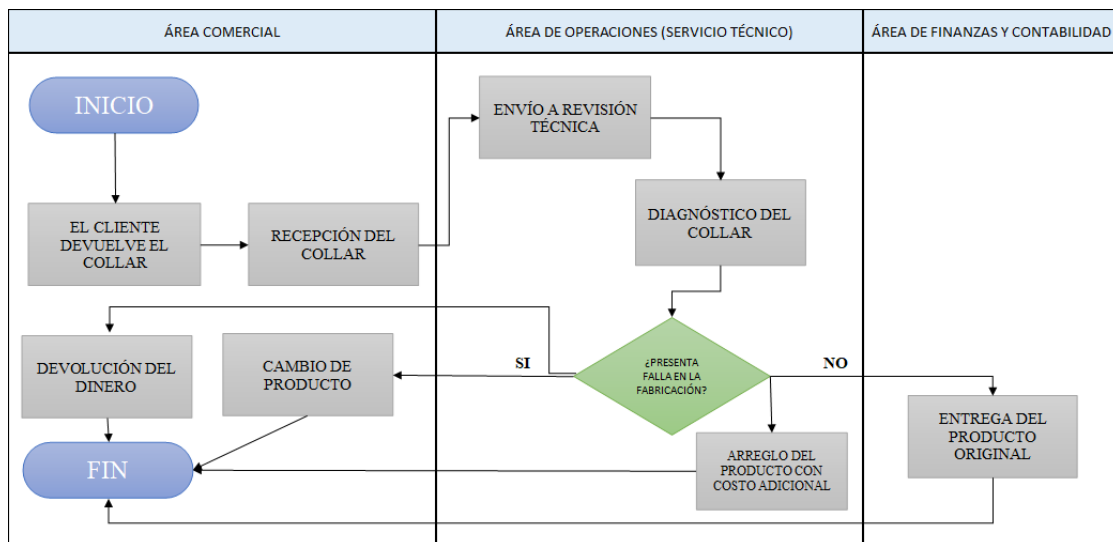 ÁREA COMERCIAL
ÁREA DE OPERACIONES (SERVICIO TÉCNICO)
ÁREA DE FINANZAS Y CONTABILIDAD
INICIO
ENVÍO A REVISIÓN
TÉCNICA
EL CLIENTE
DEVUELVE EL
COLLAR
RECEPCIÓN DEL
COLLAR
DIAGNÓSTICO DEL
COLLAR
DEVOLUCIÓN DEL
DINERO
CAMBIO DE
PRODUCTO
SI
¿PRESENTA
FALLA EN LA
FABRICACIÓN?
NO
ENTREGA DEL
PRODUCTO
ORIGINAL
FIN
ARREGLO DEL
PRODUCTO CON
COSTO ADICIONAL